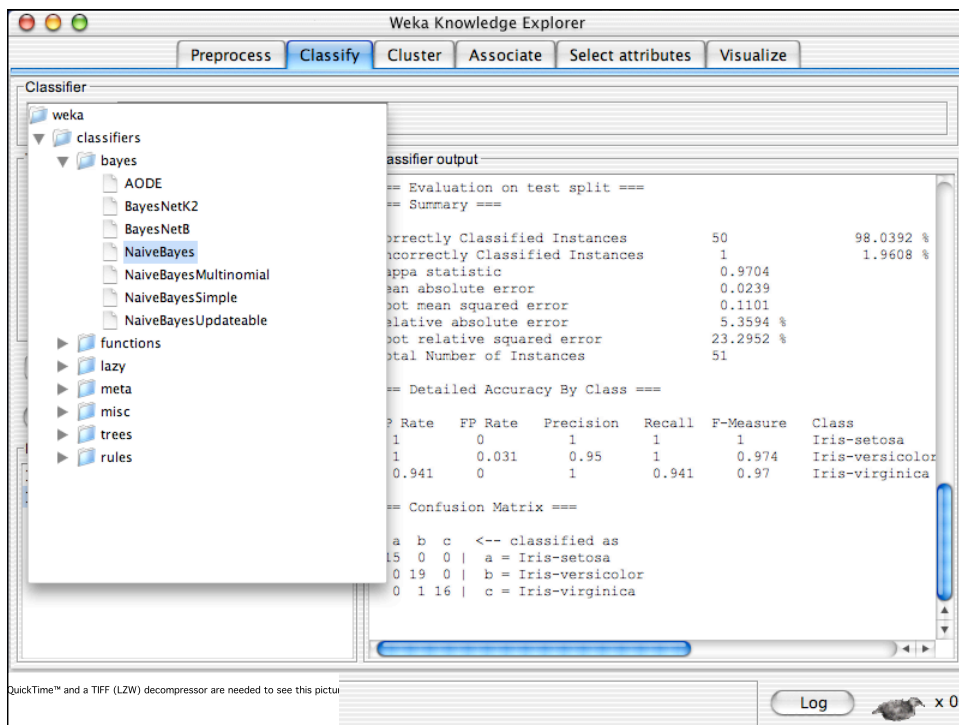 Weka Knowledge Explorer
Preprocess Classify Cluster Associate Select attributes Visualize
Classifier
weka
classifiers
bayes
AODE
BayesNetK2
BayesNetB
NaiveBayes
NaiveBayesMultinomial
NaiveBayesSimple
NaiveBayesUpdateable
functions
lazy
meta
misc
trees
rules
assifier output
== Evaluation on test split ===
== Summary ===
orrectly Classified Instances 50 98.0392 %
ncorrectly Classified Instances 1 1.9608 %
appa statistic 0.9704
ean absolute error 0.0239
oot mean squared error 0.1101
elative absolute error 5.3594 %
oot relative squared error 23.2952 %
otal Number of Instances 51
== Detailed Accuracy By Class ===
P Rate FP Rate Precision Recall F-Measure Class
1 0 1 1 1 Iris-setosa
1 0.031 0.95 1 0.974 Iris-versicolor
0.941 0 1 0.941 0.97 Iris-virginica
== Confusion Matrix ===
a b c <-- classified as
15 0 0 | a = Iris-setosa
0 19 0 | b = Iris-versicolor
0 1 16 | c = Iris-virginica
QuickTime™ and a TIFF (LZW) decompressor are needed to see this pictu
Log x 0